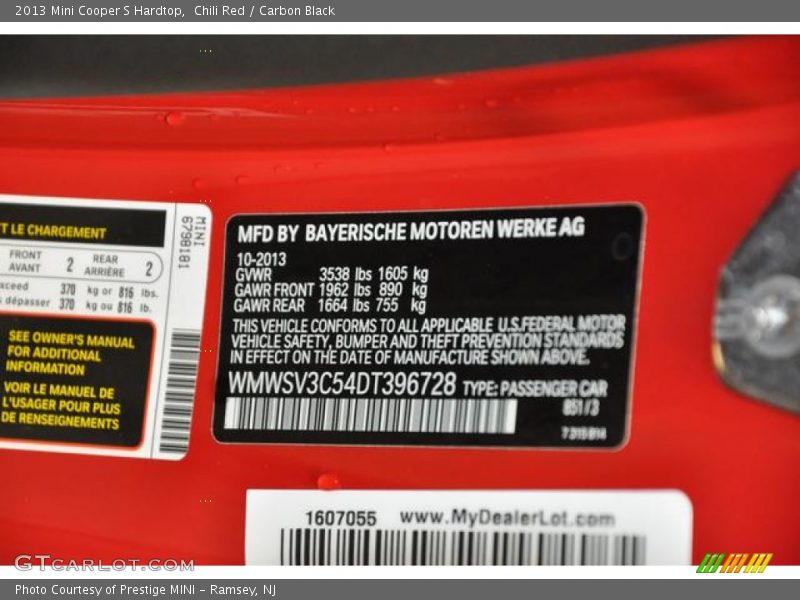 2013 Mini Cooper S Hardtop,  Chili Red / Carbon Black
T LE CHARGEMENT
FRONT
AVANT 2 REAR
ARRIÈRE 2
xceed 370 kg or 816 lbs.
dépasser 370 kg ou 816 lb.
SEE OWNER'S MANUAL
FOR ADDITIONAL
INFORMATION
VOIR LE MANUEL DE
L'USAGER POUR PLUS
DE RENSEIGNEMENTS
MINI
6798181
MFD BY BAYERISCHE MOTOREN WERKE AG
10-2013
GVWR 3538 lbs 1605 kg
GAWR FRONT 1962 lbs 890 kg
GAWR REAR 1664 lbs 755 kg
THIS VEHICLE CONFORMS TO ALL APPLICABLE U.S.FEDERAL MOTOR
VEHICLE SAFETY, BUMPER AND THEFT PREVENTION STANDARDS
IN EFFECT ON THE DATE OF MANUFACTURE SHOWN ABOVE.
WMWSV3C54DT396728 TYPE: PASSENGER CAR
851/3
1607055 www.MyDealerLot.com
GTCARLOT.COM
Photo Courtesy of Prestige MINI - Ramsey, NJ